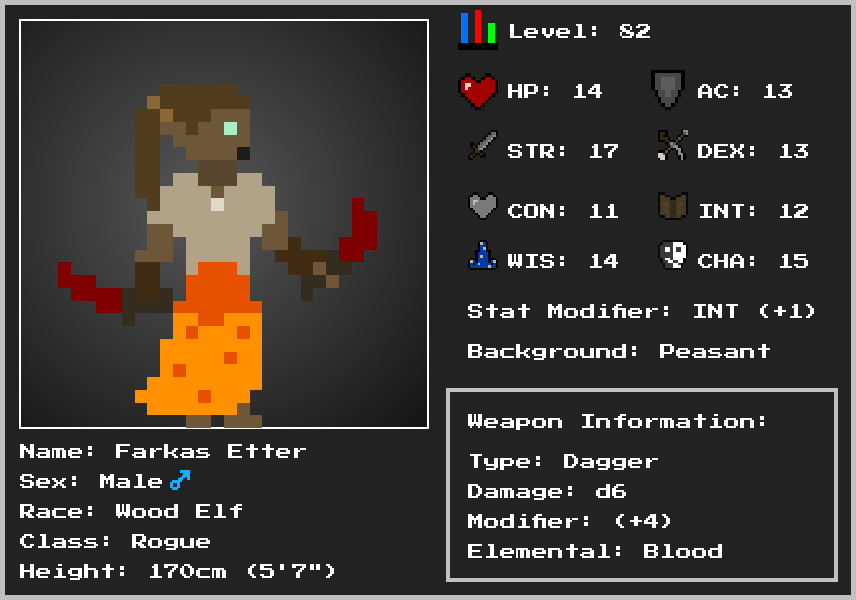 Level: 82
HP: 14 AC: 13
STR: 17 DEX: 13
CON: 11 INT: 12
WIS: 14 CHA: 15
Stat Modifier: INT (+1)
Background: Peasant
Weapon Information:
Type: Dagger
Damage: d6
Modifier: (+4)
Elemental: Blood
Name: Farkas Etter
Sex: Male♂
Race: Wood Elf
Class: Rogue
Height: 170cm (5'7")